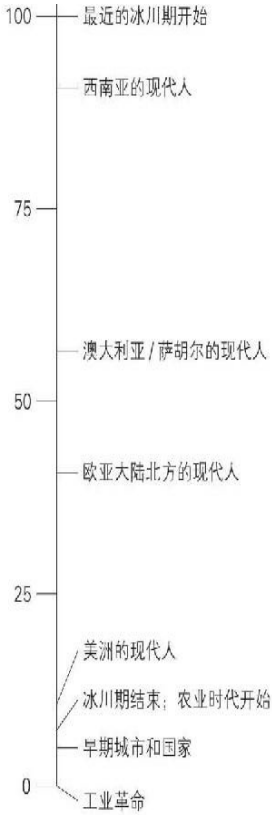 100 最近的冰川期开始
西南亚的现代人
75
澳大利亚/萨胡尔的现代人
50
欧亚大陆北方的现代人
25
美洲的现代人
冰川期结束；农业时代开始
早期城市和国家
0
工业革命